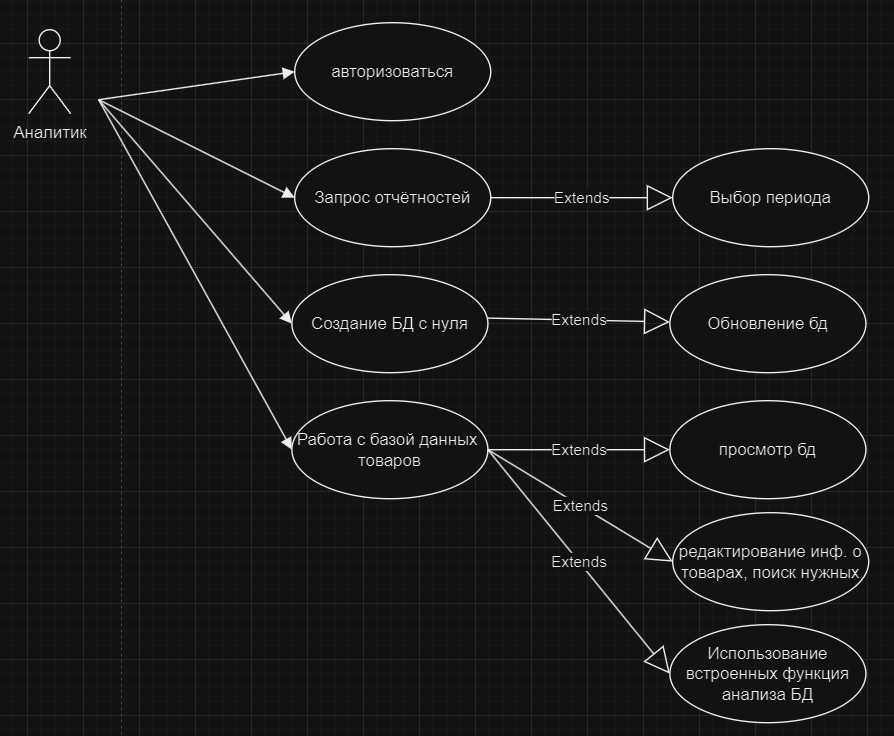 Аналитик
авторизоваться
Запрос отчётностей
Extends
Выбор периода
Создание БД с нуля
Extends
Обновление бд
Работа с базой данных
товаров
Extends
просмотр бд
Extends
редактирование инф. о
товарах, поиск нужных
Extends
Использование
встроенных функция
анализа БД